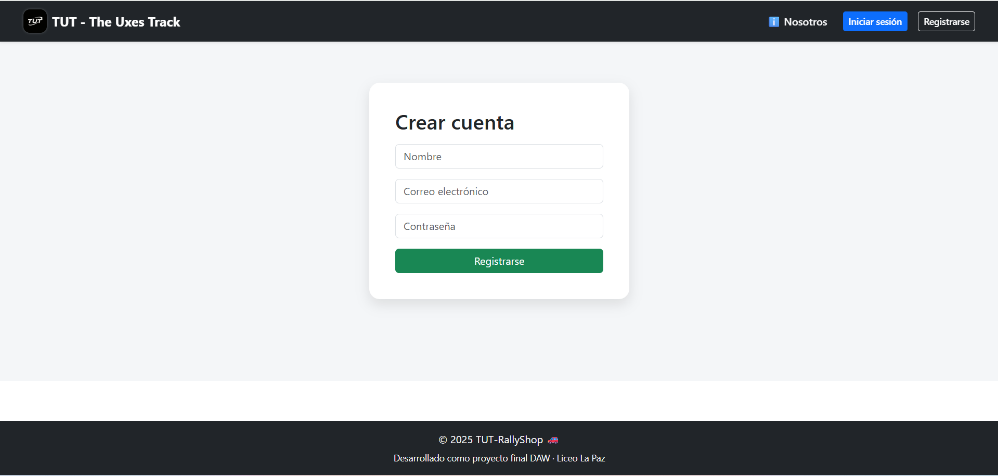 TUT TUT - The Uxes Track ℹ️ Nosotros Iniciar sesión Registrarse
Crear cuenta
Nombre
Correo electrónico
Contraseña
Registrarse
© 2025 TUT-RallyShop 🚗
Desarrollado como proyecto final DAW · Liceo La Paz